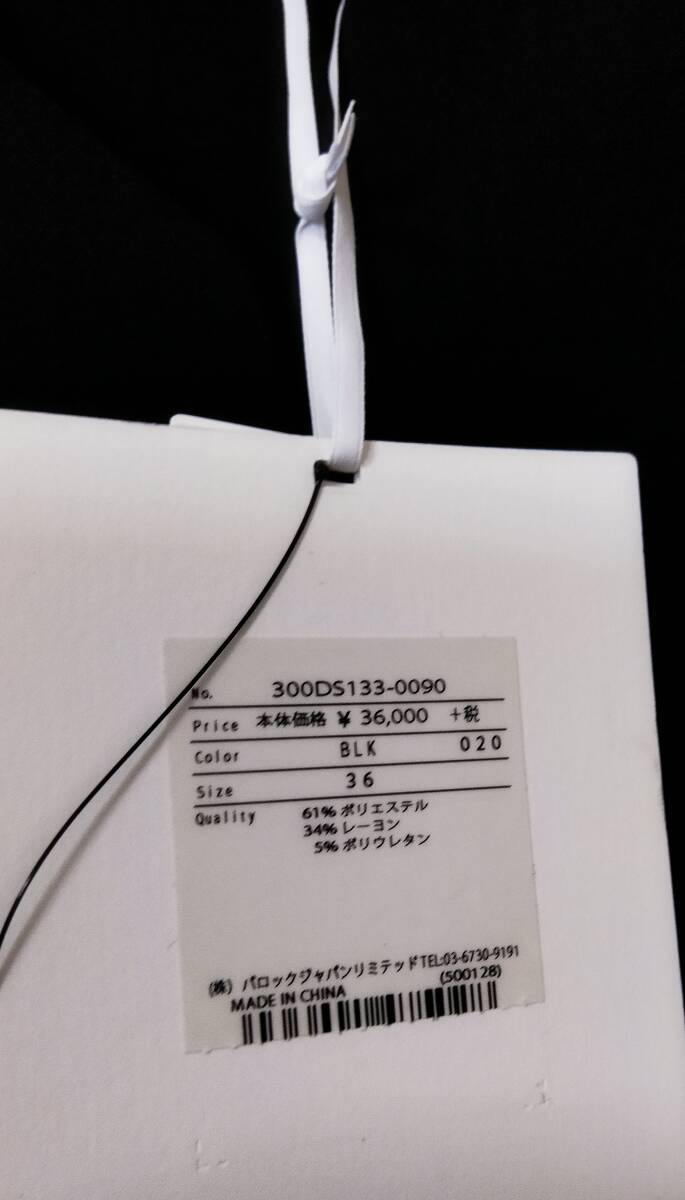 No. 300DS133-0090
Price 本体価格 ¥ 36,000 +税
Color BLK 020
Size 36
Quality 61% ポリエステル
34% レーヨン
5% ポリウレタン
(株) バロックジャパンリミテッド TEL:03-6730-9191
MADE IN CHINA (500128)